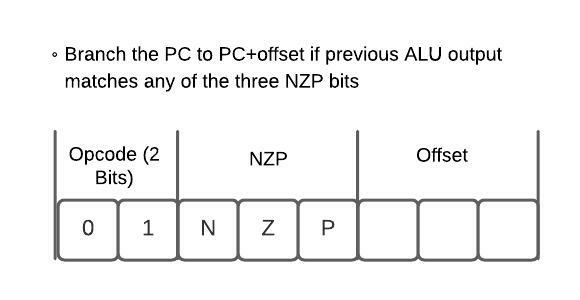 ◦ Branch the PC to PC+offset if previous ALU output
matches any of the three NZP bits
Opcode (2
Bits)
NZP
Offset
0 1 N Z P